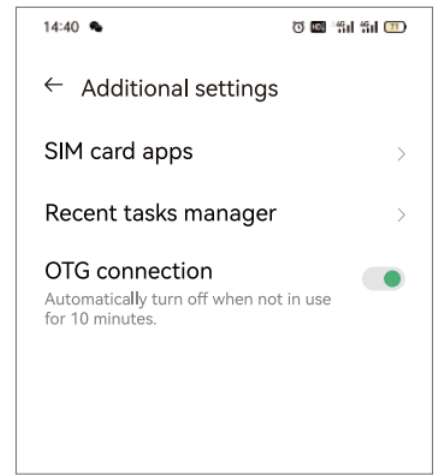 14:40
← Additional settings
SIM card apps
Recent tasks manager
OTG connection
Automatically turn off when not in use
for 10 minutes.